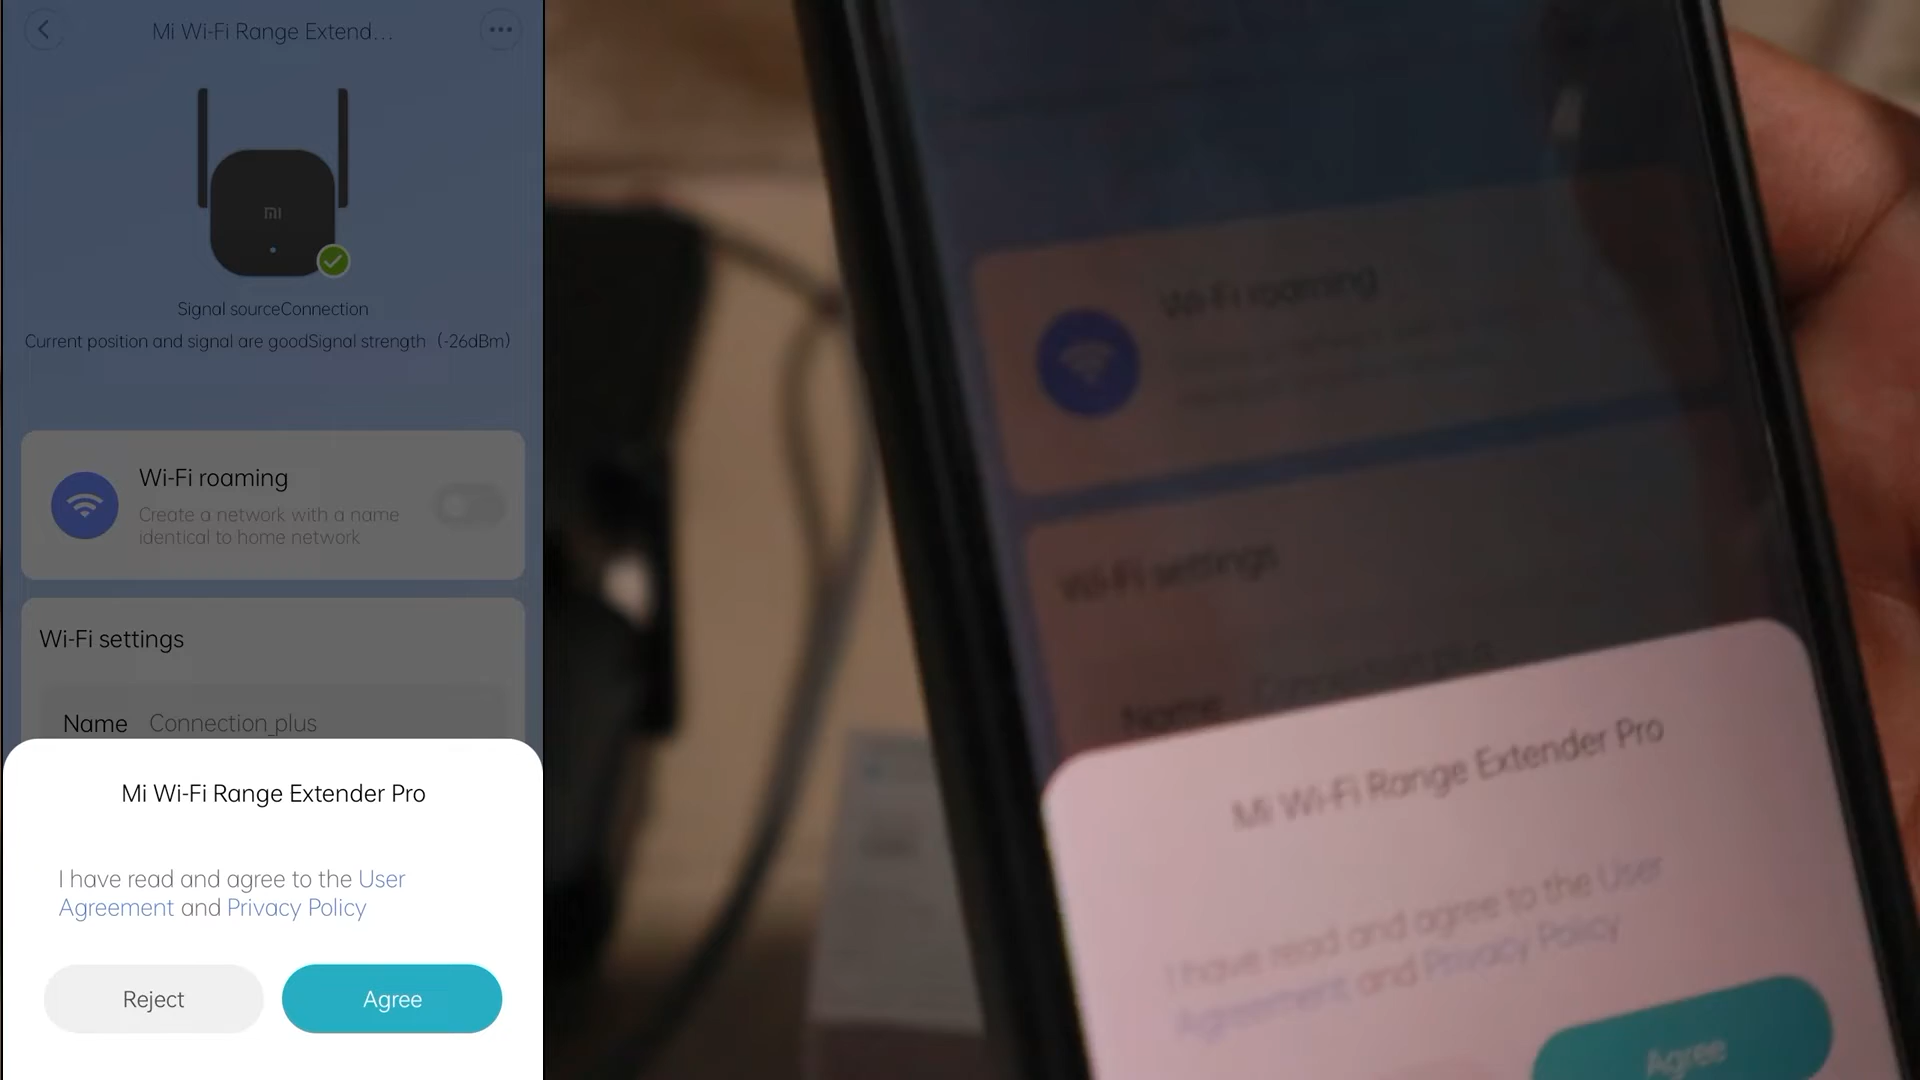 Mi Wi-Fi Range Extend...
MI
Signal sourceConnection
Current position and signal are goodSignal strength（-26dBm）
Wi-Fi roaming
Create a network with a name
identical to home network
Wi-Fi settings
Name Connection_plus
Mi Wi-Fi Range Extender Pro
I have read and agree to the User
Agreement and Privacy Policy
Reject
Agree
Wi-Fi roaming
Wi-Fi settings
Name Connection_plus
Mi Wi-Fi Range Extender Pro
I have read and agree to the User
Agreement and Privacy Policy
Agree